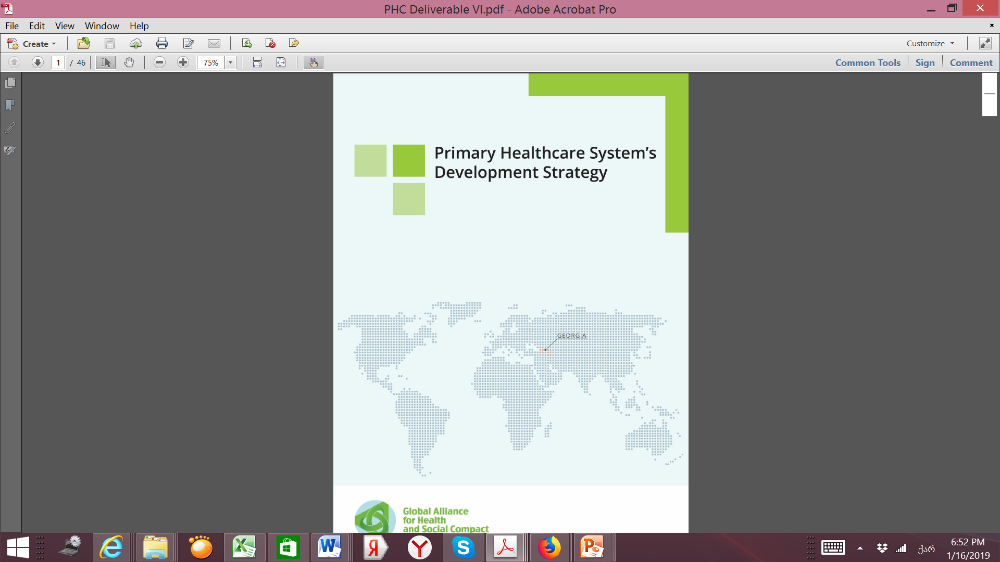 PHC Deliverable VI.pdf - Adobe Acrobat Pro
File Edit View Window Help
Create
Customize
1 / 46
75%
Common Tools Sign Comment
Primary Healthcare System’s
Development Strategy
GEORGIA
Global Alliance
for Health
and Social Compact
ქარ
6:52 PM
1/16/2019